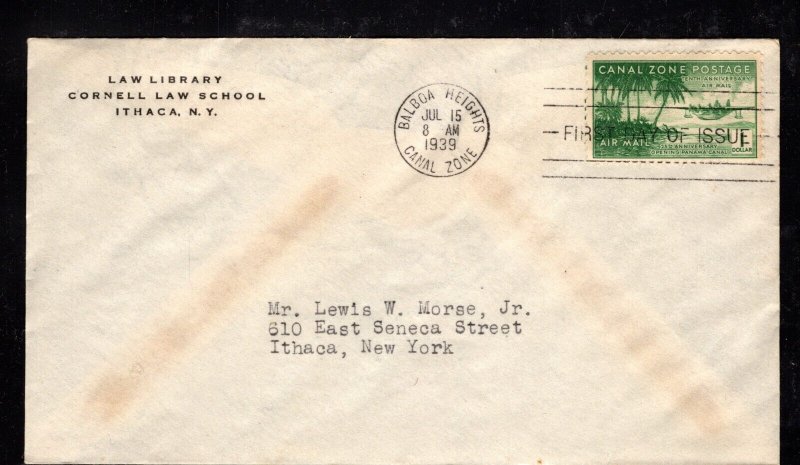 LAW LIBRARY
CORNELL LAW SCHOOL
ITHACA, N. Y.
BALBOA HEIGHTS
JUL 15
8 AM
1939
CANAL ZONE
CANAL ZONE POSTAGE
TENTH ANNIVERSARY
AIR MAIL
FIRST DAY OF ISSUE
AIR MAIL
ANNIVERSARY
OPENING PANAMA CANAL
1
DOLLAR
Mr. Lewis W. Morse, Jr.
610 East Seneca Street
Ithaca, New York